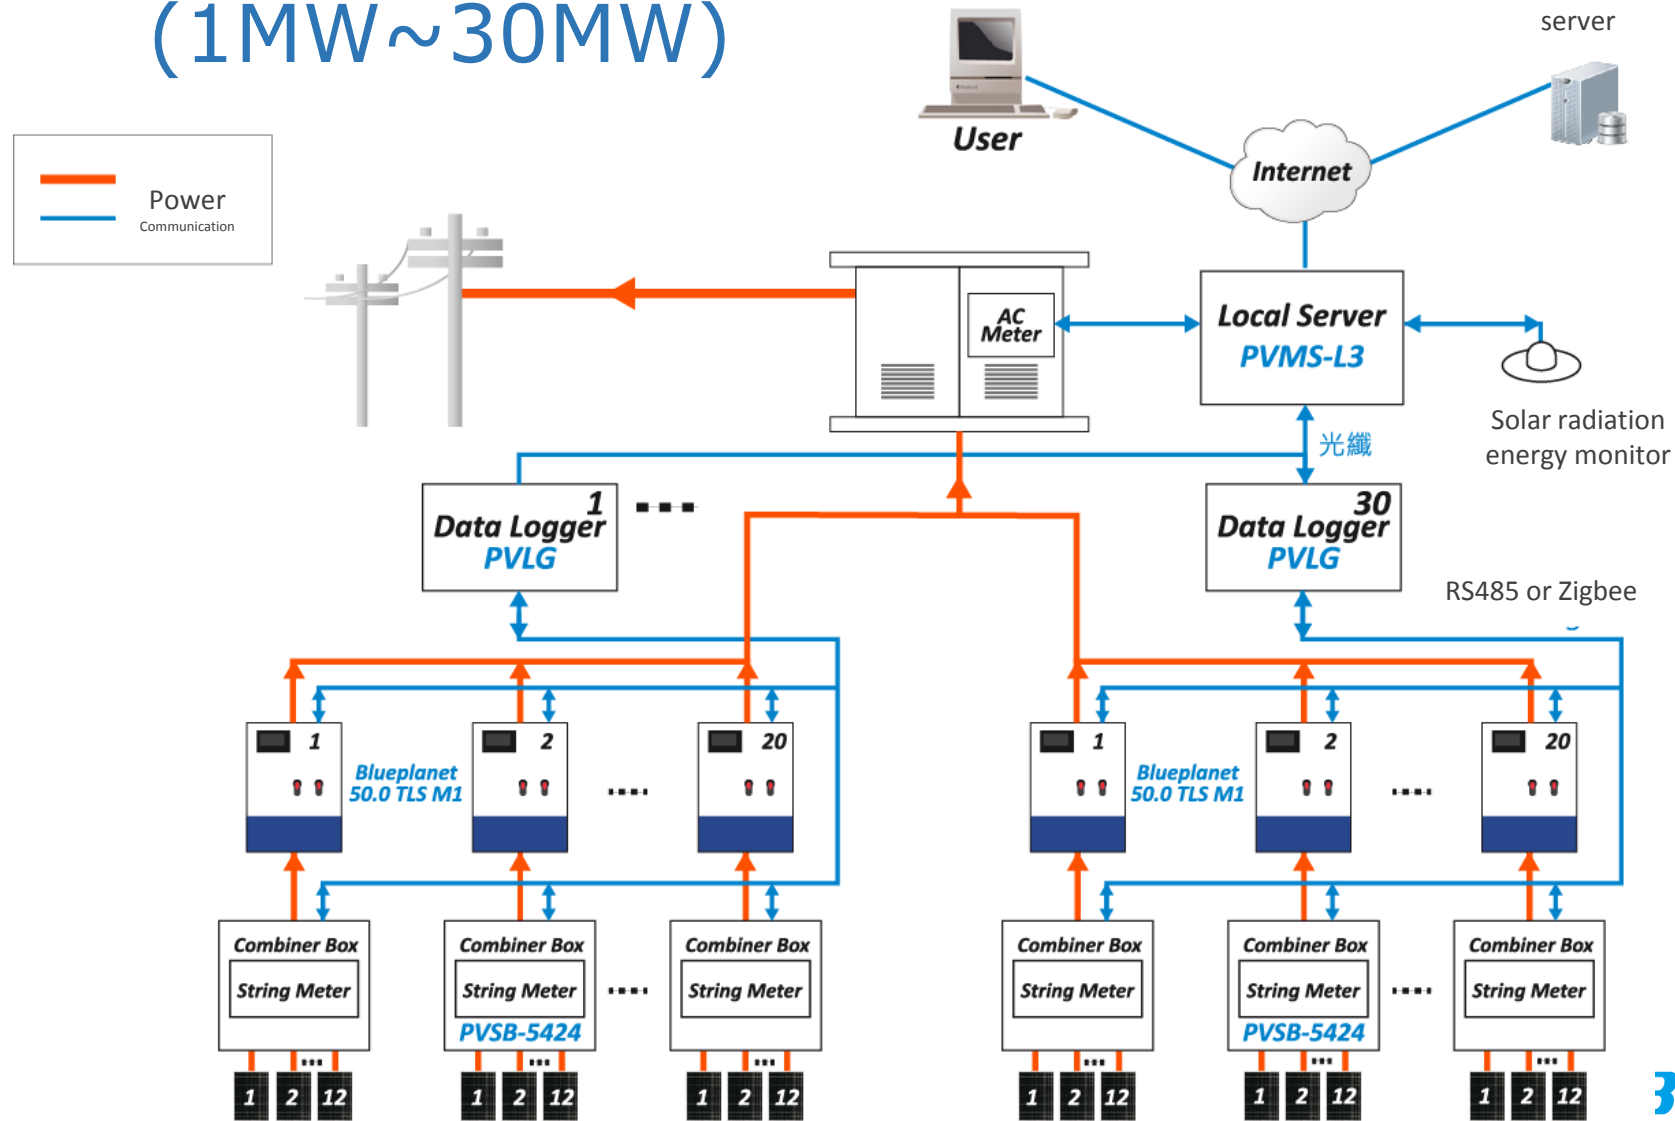 (1MW~30MW)
server
User
Internet
Power
Communication
AC
Meter
Local Server
PVMS-L3
Solar radiation
energy monitor
光纖
1
Data Logger
PVLG
30
Data Logger
PVLG
RS485 or Zigbee
1
2
20
Blueplanet
50.0 TLS M1
1
2
20
Blueplanet
50.0 TLS M1
Combiner Box
String Meter
Combiner Box
String Meter
PVSB-5424
Combiner Box
String Meter
Combiner Box
String Meter
Combiner Box
String Meter
PVSB-5424
Combiner Box
String Meter
1 2 12
1 2 12
1 2 12
1 2 12
1 2 12
1 2 12
3